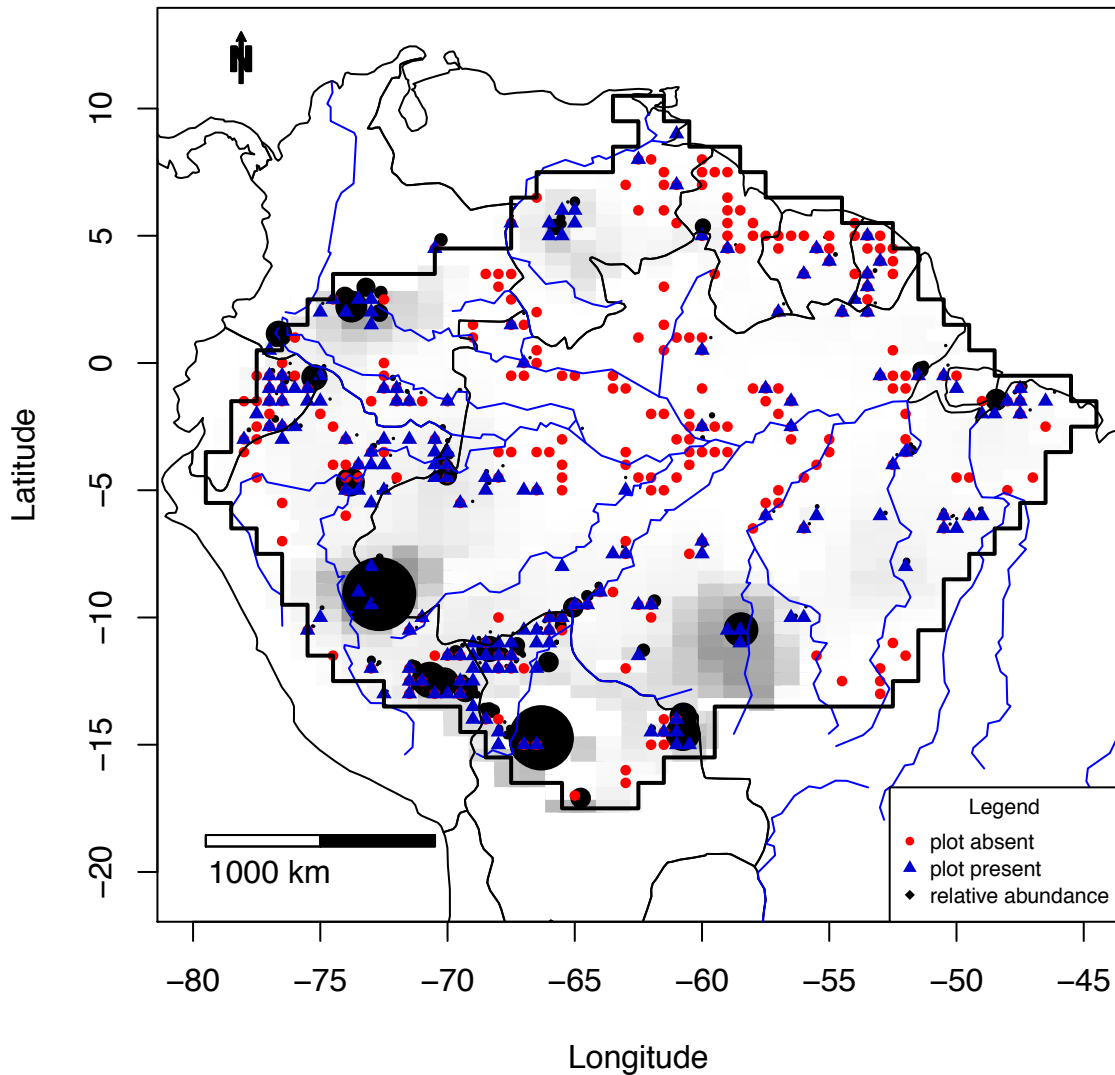 N
10
5
0
−5
−10
−15
−20
Latitude
1000 km
Legend
plot absent
plot present
relative abundance
−80
−75
−70
−65
−60
−55
−50
−45
Longitude